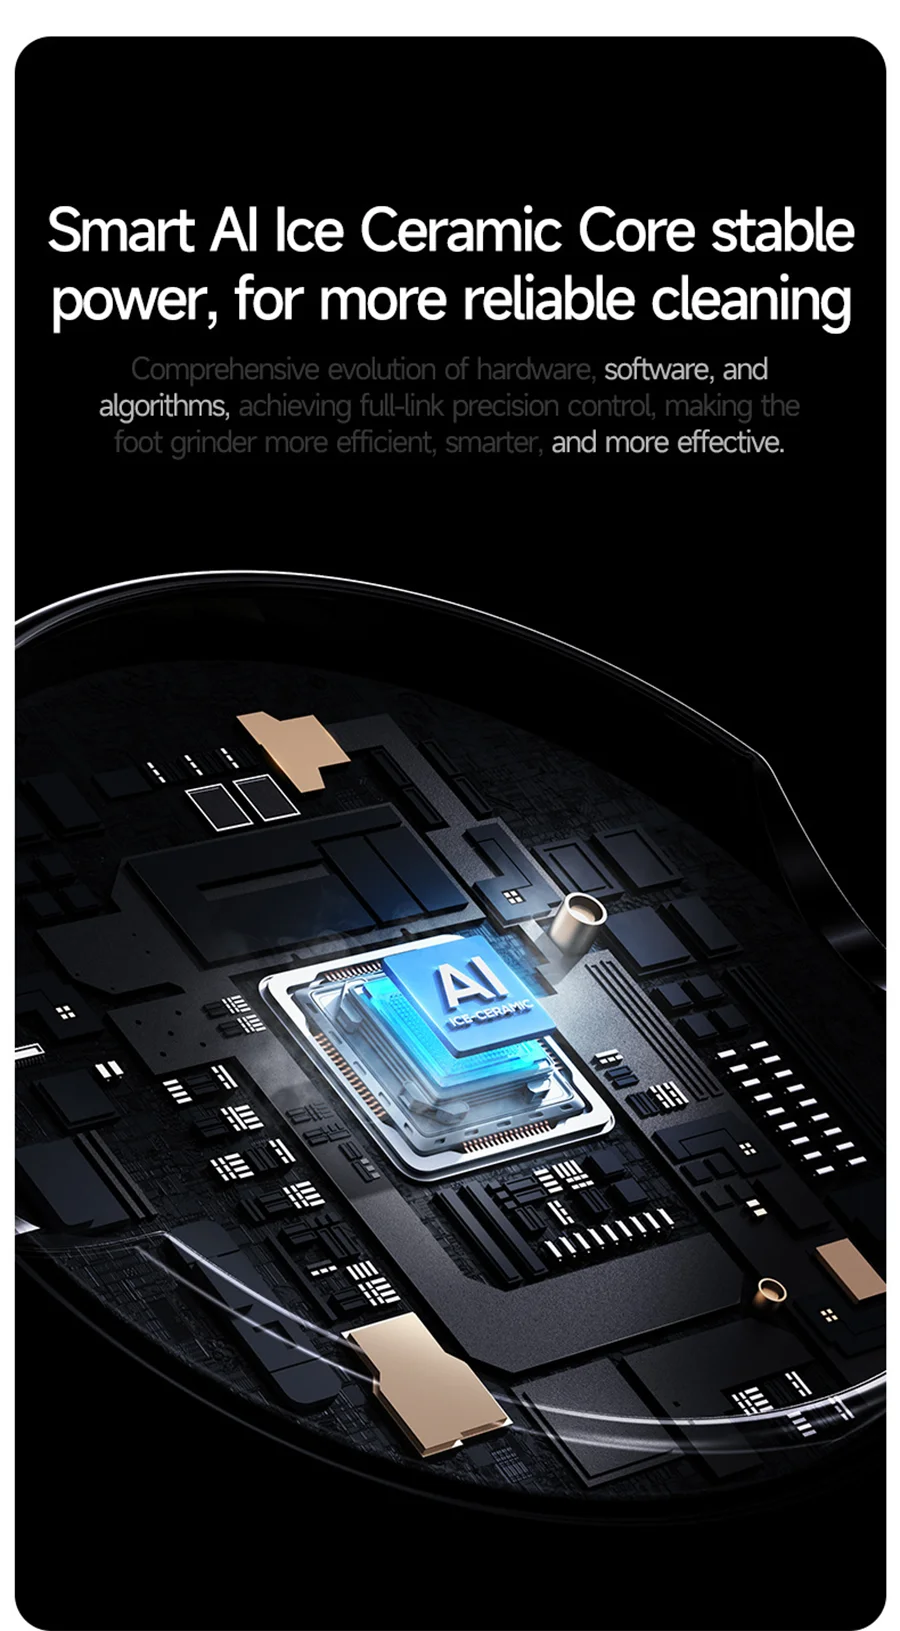 Smart AI Ice Ceramic Core stable
power, for more reliable cleaning
Comprehensive evolution of hardware, software, and
algorithms, achieving full-link precision control, making the
foot grinder more efficient, smarter, and more effective.
AI
ICE-CERAMIC